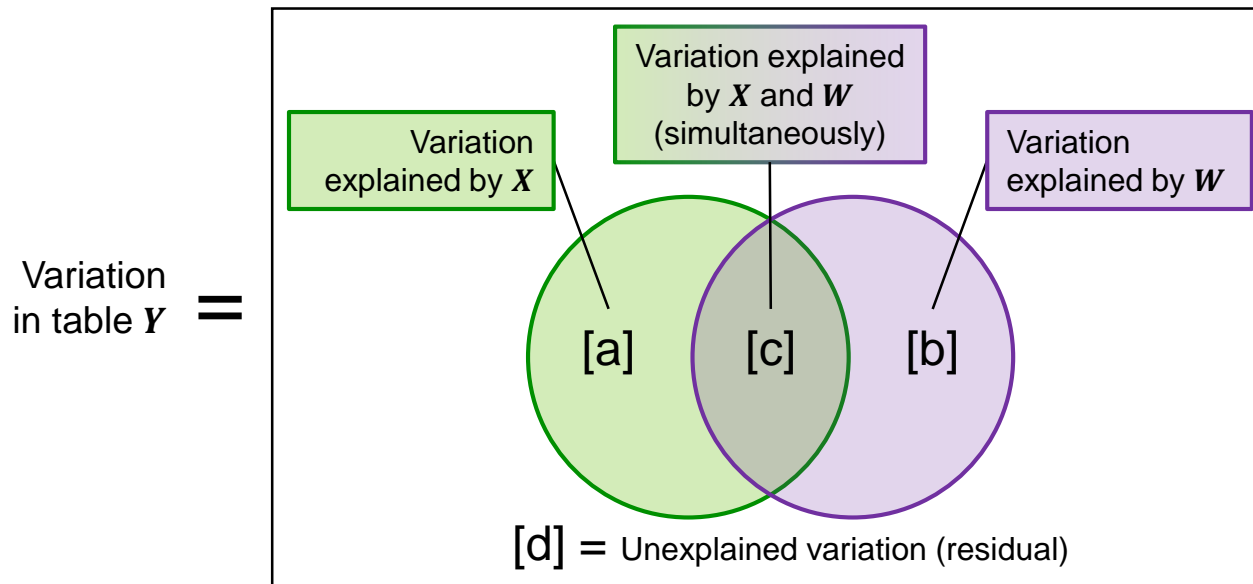 Variation explained
by X and W
(simultaneously)
Variation
explained by X
Variation
explained by W
Variation
in table Y =
[a]
[c]
[b]
[d] = Unexplained variation (residual)